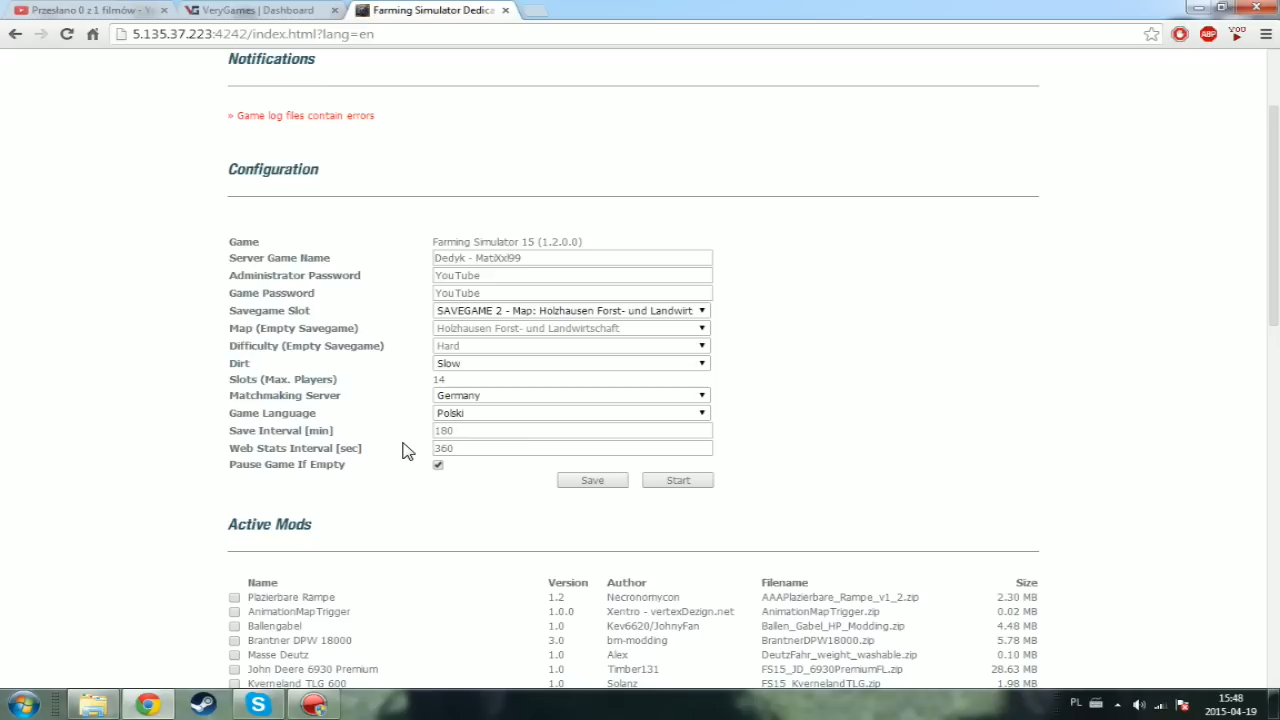 Przesłano 0 z 1 filmów - Yo
VeryGames | Dashboard
Farming Simulator Dedica
5.135.37.223:4242/index.html?lang=en
ABP
YOU
Notifications
» Game log files contain errors
Configuration
Game Farming Simulator 15 (1.2.0.0)
Server Game Name Dedyk - MatiXxl99
Administrator Password YouTube
Game Password YouTube
Savegame Slot SAVEGAME 2 - Map: Holzhausen Forst- und Landwirt
Map (Empty Savegame) Holzhausen Forst- und Landwirtschaft
Difficulty (Empty Savegame) Hard
Dirt Slow
Slots (Max. Players) 14
Matchmaking Server Germany
Game Language Polski
Save Interval [min] 180
Web Stats Interval [sec] 360
Pause Game If Empty
Save Start
Active Mods
Name Version Author Filename Size
Plazierbare Rampe 1.2 Necronomycon AAAPlazierbare_Rampe_v1_2.zip 2.30 MB
AnimationMapTrigger 1.0.0 Xentro - vertexDezign.net AnimationMapTrigger.zip 0.02 MB
Ballengabel 1.0 Kev6620/JohnyFan Ballen_Gabel_HP_Modding.zip 4.48 MB
Brantner DPW 18000 3.0 bm-modding BrantnerDPW18000.zip 5.78 MB
Masse Deutz 1.0 Alex DeutzFahr_weight_washable.zip 0.10 MB
John Deere 6930 Premium 1.0 Timber131 FS15_JD_6930PremiumFL.zip 28.63 MB
Kverneland TLG 600 1.0 Solanz FS15_KvernelandTLG.zip 1.98 MB
PL 15:48
2015-04-19